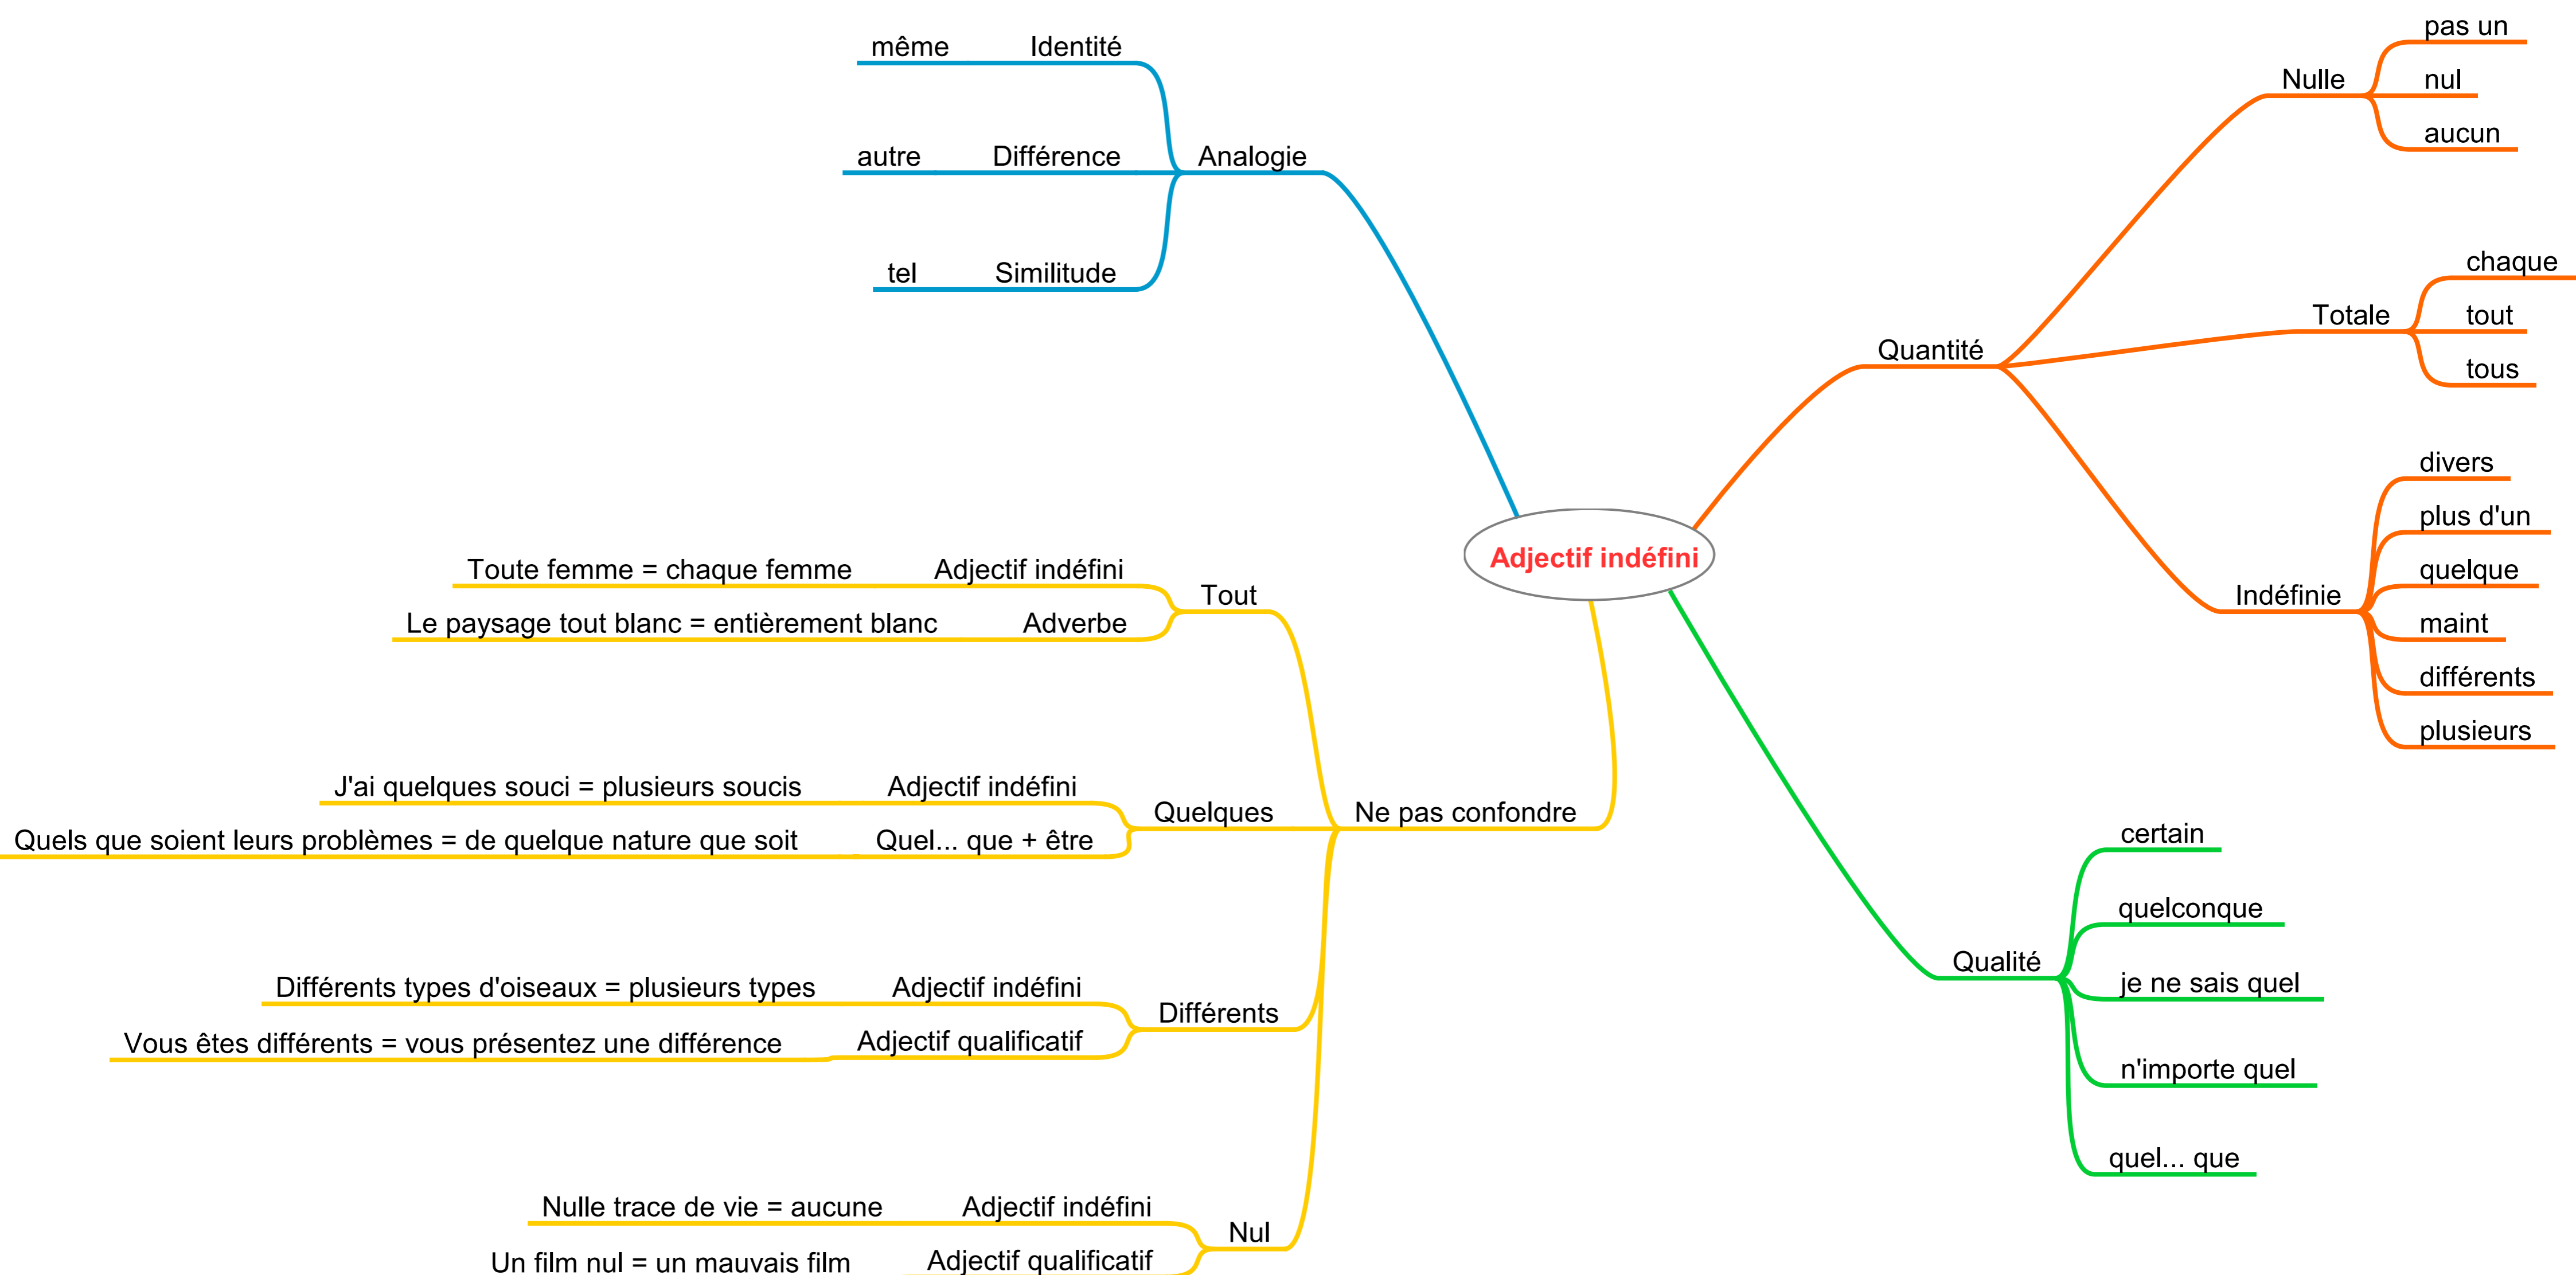 Adjectif indéfini
Analogie
Identité
même
Différence
autre
Similitude
tel
Quantité
Nulle
pas un
nul
aucun
Totale
chaque
tout
tous
Indéfinie
divers
plus d'un
quelque
maint
différents
plusieurs
Qualité
certain
quelconque
je ne sais quel
n'importe quel
quel... que
Ne pas confondre
Tout
Adjectif indéfini
Toute femme = chaque femme
Adverbe
Le paysage tout blanc = entièrement blanc
Quelques
Adjectif indéfini
J'ai quelques souci = plusieurs soucis
Quel... que + être
Quels que soient leurs problèmes = de quelque nature que soit
Différents
Adjectif indéfini
Différents types d'oiseaux = plusieurs types
Adjectif qualificatif
Vous êtes différents = vous présentez une différence
Nul
Adjectif indéfini
Nulle trace de vie = aucune
Adjectif qualificatif
Un film nul = un mauvais film